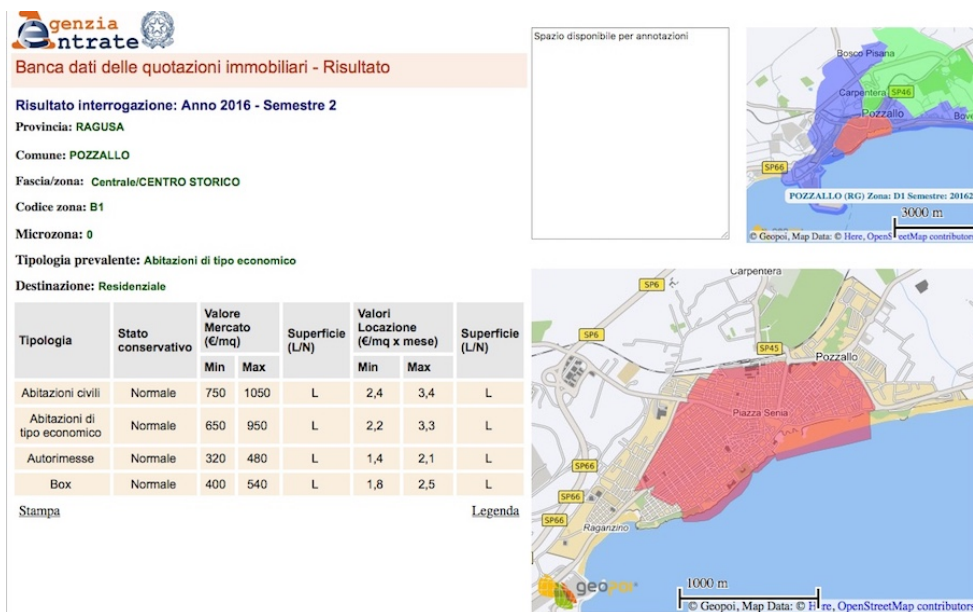 genzia
ntrate
Banca dati delle quotazioni immobiliari - Risultato
Risultato interrogazione: Anno 2016 - Semestre 2
Provincia: RAGUSA
Comune: POZZALLO
Fascia/zona: Centrale/CENTRO STORICO
Codice zona: B1
Microzona: 0
Tipologia prevalente: Abitazioni di tipo economico
Destinazione: Residenziale
Tipologia Stato conservativo Valore Mercato (€/mq) Superficie (L/N) Valori Locazione (€/mq x mese) Superficie (L/N)
Min Max Min Max
Abitazioni civili Normale 750 1050 L 2,4 3,4 L
Abitazioni di tipo economico Normale 650 950 L 2,2 3,3 L
Autorimesse Normale 320 480 L 1,4 2,1 L
Box Normale 400 540 L 1,8 2,5 L
Stampa Legenda
Spazio disponibile per annotazioni
Bosco Pisana
Carpentera SP46
Pozzallo
Bove
SP66
POZZALLO (RG) Zona: D1 Semestre: 20162
3000 m
© Geopoi, Map Data: © Here, OpenStreetMap contributors
Carpentera
SP6
SP6
SP45
Pozzallo
Piazza Senia
SP66
SP66
SP66
Raganzino
geopoi
1000 m
© Geopoi, Map Data: © Here, OpenStreetMap contributors